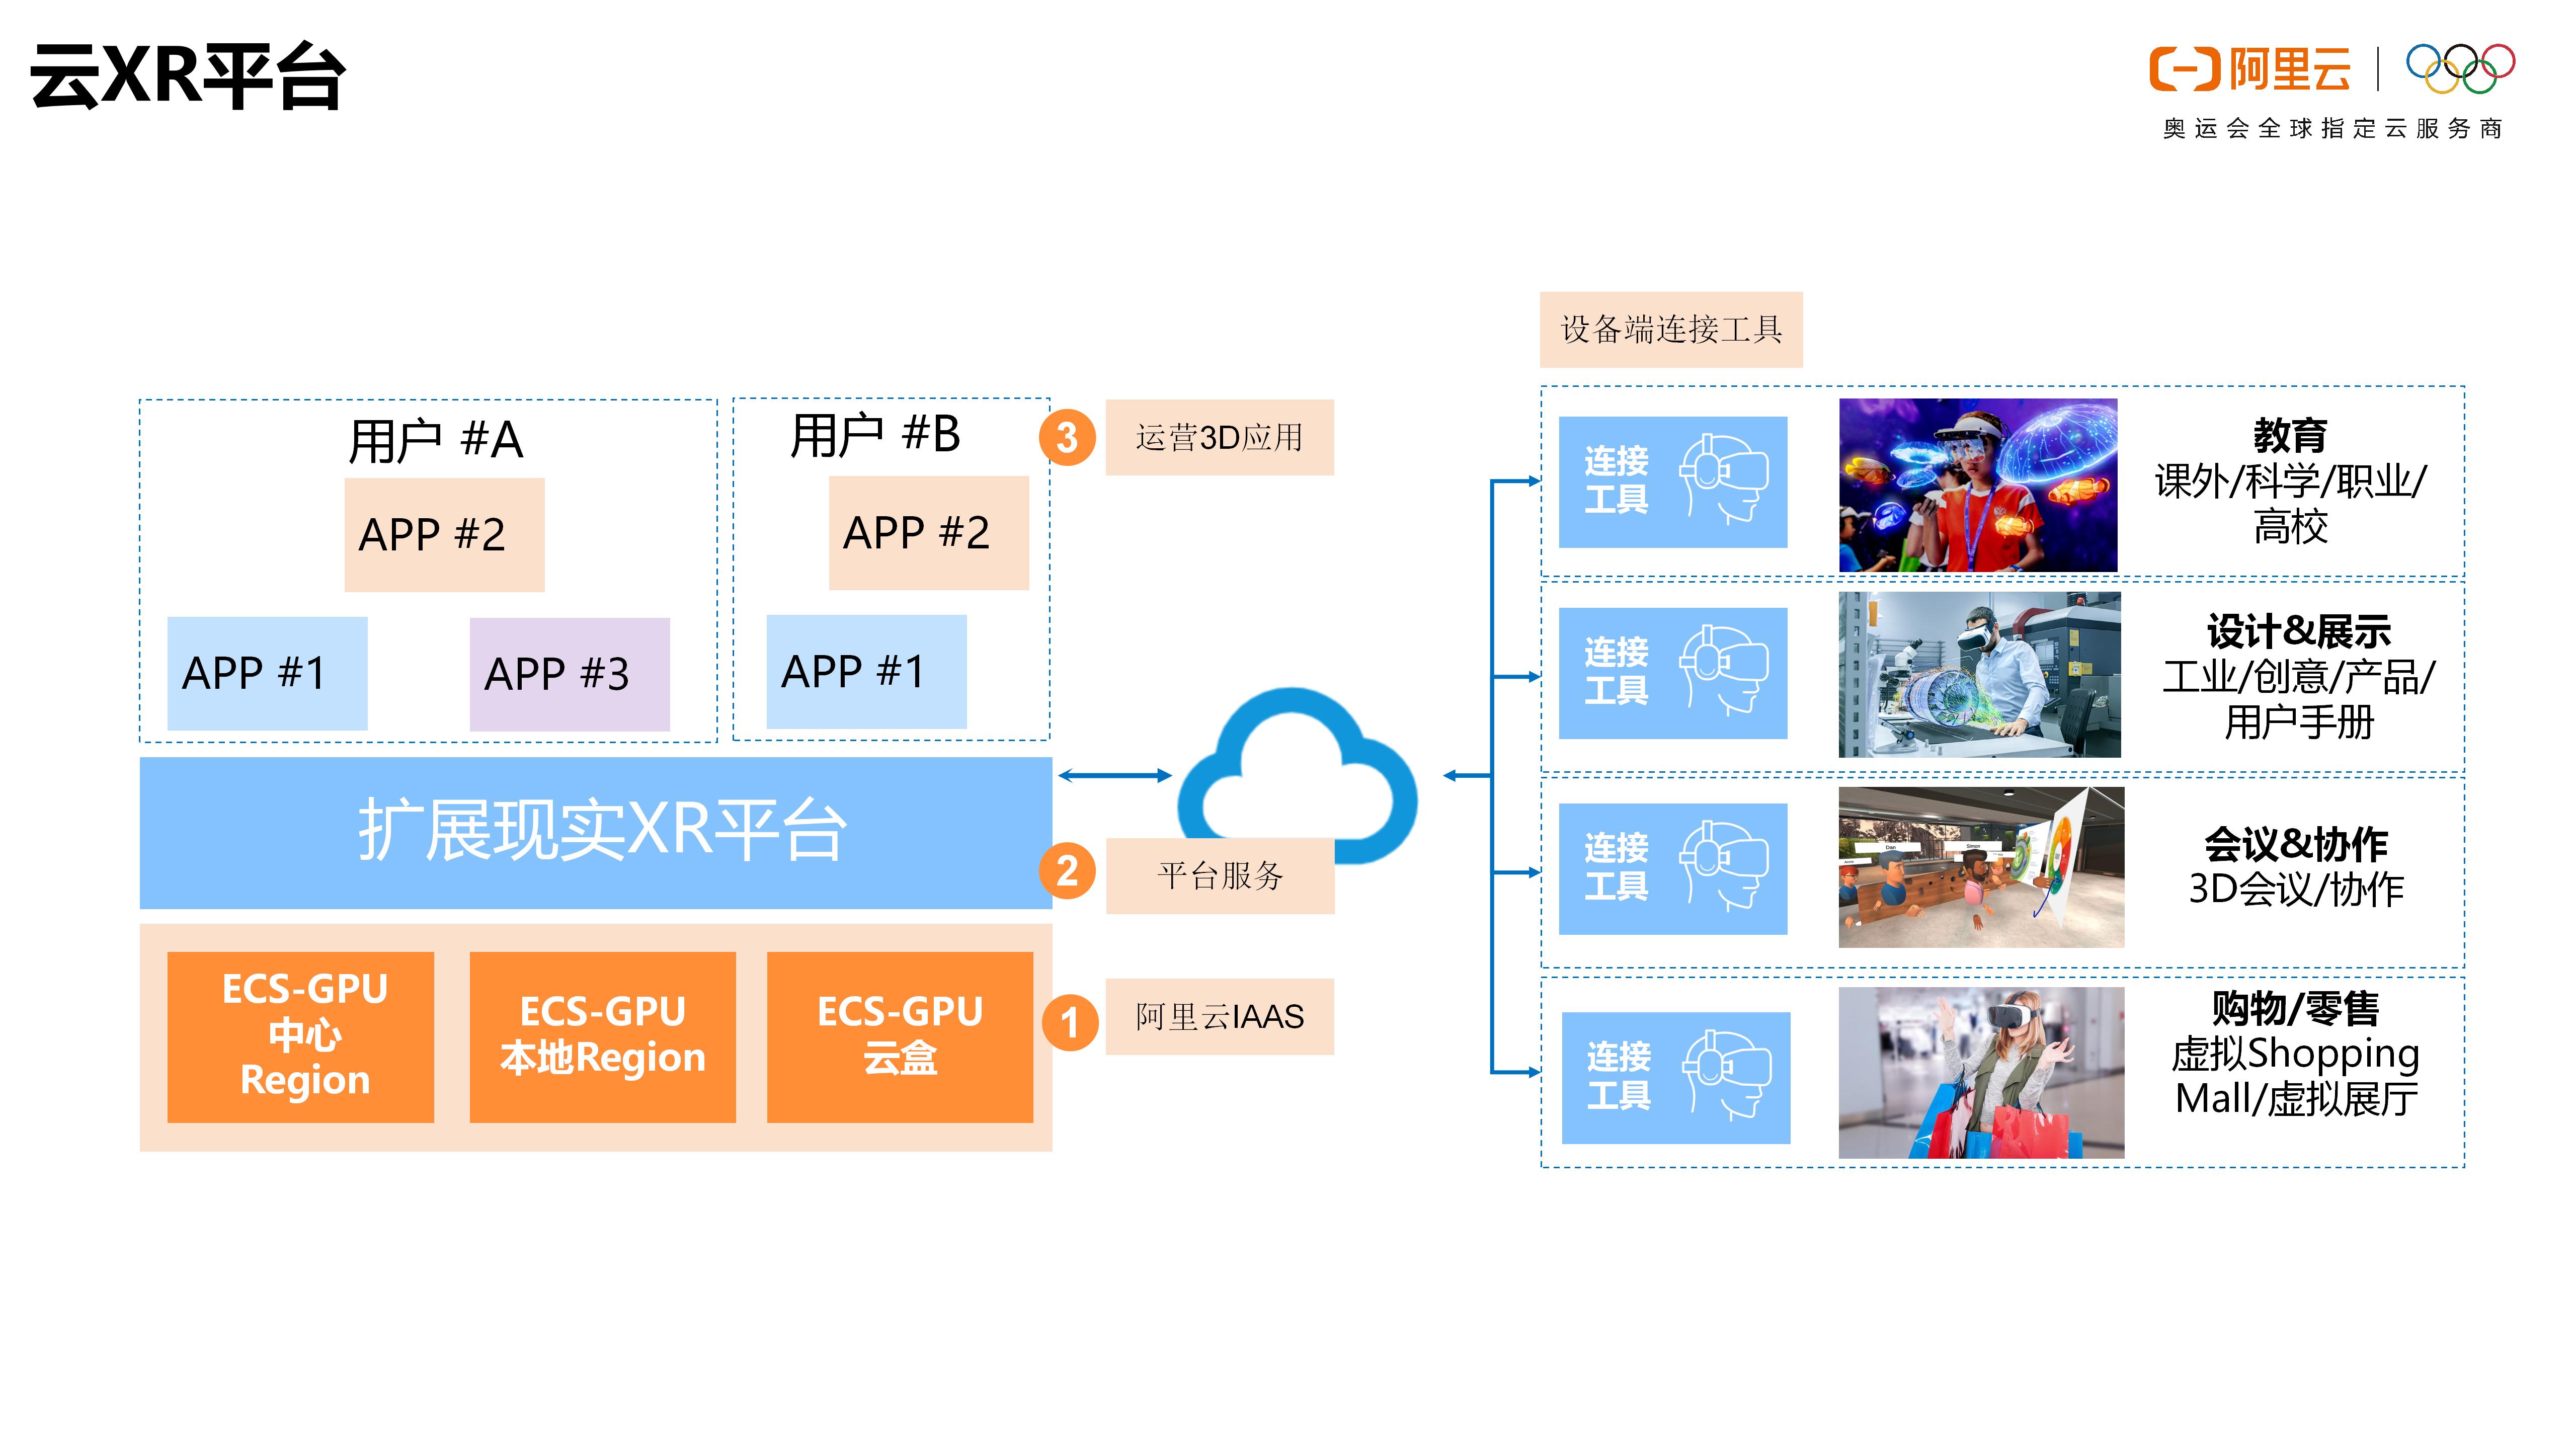 云XR平台
阿里云
奥运会全球指定云服务商
设备端连接工具
用户 #A
APP #2
APP #1
APP #3
用户 #B
APP #2
APP #1
3
运营3D应用
扩展现实XR平台
2
平台服务
ECS-GPU
中心
Region
ECS-GPU
本地Region
ECS-GPU
云盒
1
阿里云IAAS
连接
工具
教育
课外/科学/职业/
高校
连接
工具
设计&展示
工业/创意/产品/
用户手册
连接
工具
Dan
Simon
会议&协作
3D会议/协作
连接
工具
购物/零售
虚拟Shopping
Mall/虚拟展厅